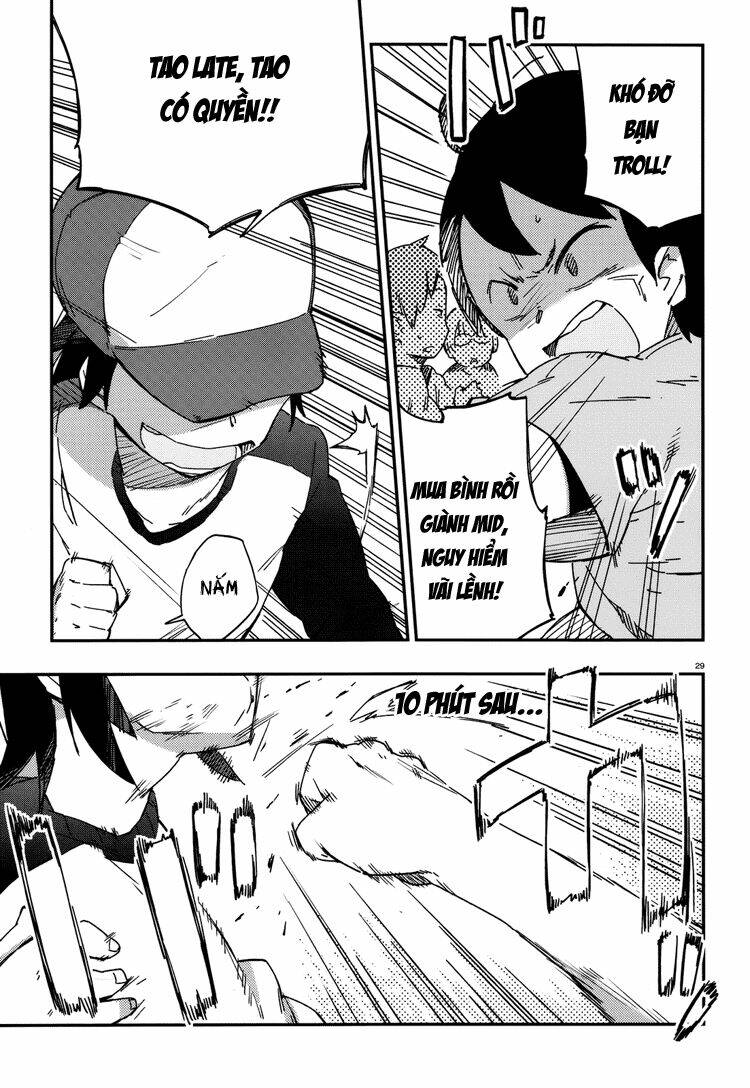 KHÓ ĐỠ
BẠN
TROLL!
MUA BÌNH RỒI
GIÀNH MID,
NGUY HIỂM
VÃI LỀNH!
TAO LATE, TAO
CÓ QUYỀN!!
NẮM
29
10 PHÚT SAU...